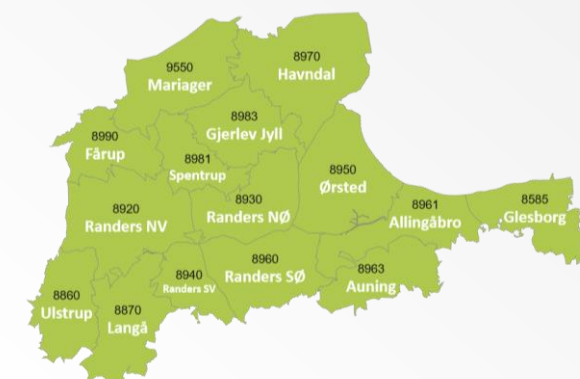 8970
Havndal
9550
Mariager
8983
Gjerlev Jyll
8990
Fårup
8981
Spentrup
8950
Ørsted
8930
Randers NØ
8920
Randers NV
8961
Allingåbro
8585
Glesborg
8960
Randers SØ
8963
Auning
8940
Randers SV
8860
Ulstrup
8870
Langå